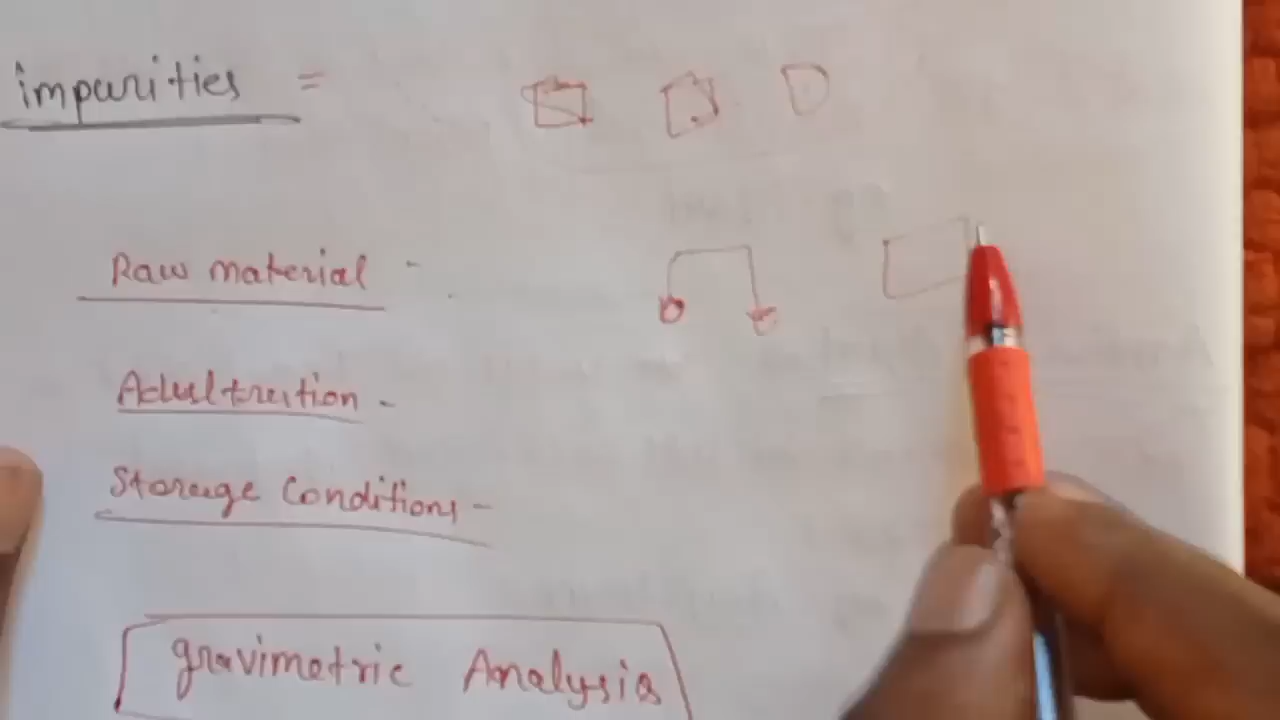 impurities =
Raw material -
Adultration -
Storage Conditions -
gravimetric Analysis